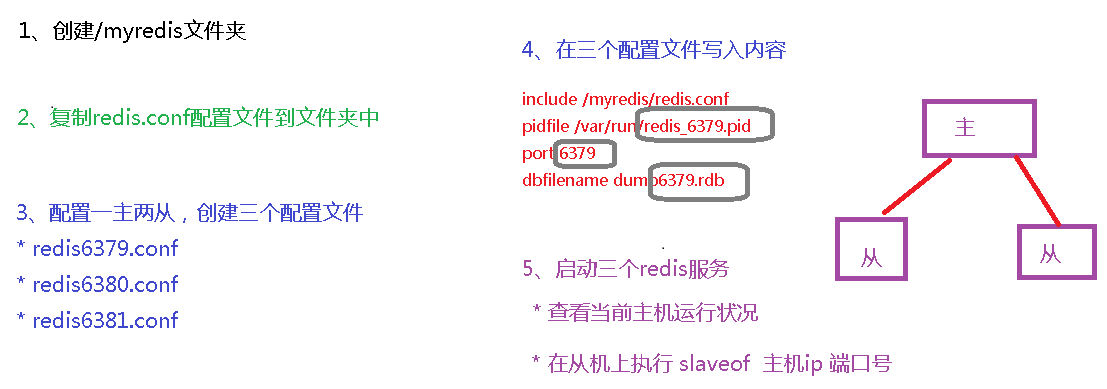 1、创建/myredis文件夹
2、复制redis.conf配置文件到文件夹中
3、配置一主两从，创建三个配置文件
* redis6379.conf
* redis6380.conf
* redis6381.conf
4、在三个配置文件写入内容
include /myredis/redis.conf
pidfile /var/run/redis_6379.pid
port 6379
dbfilename dump6379.rdb
5、启动三个redis服务
* 查看当前主机运行状况
* 在从机上执行 slaveof 主机ip 端口号
主
从
从